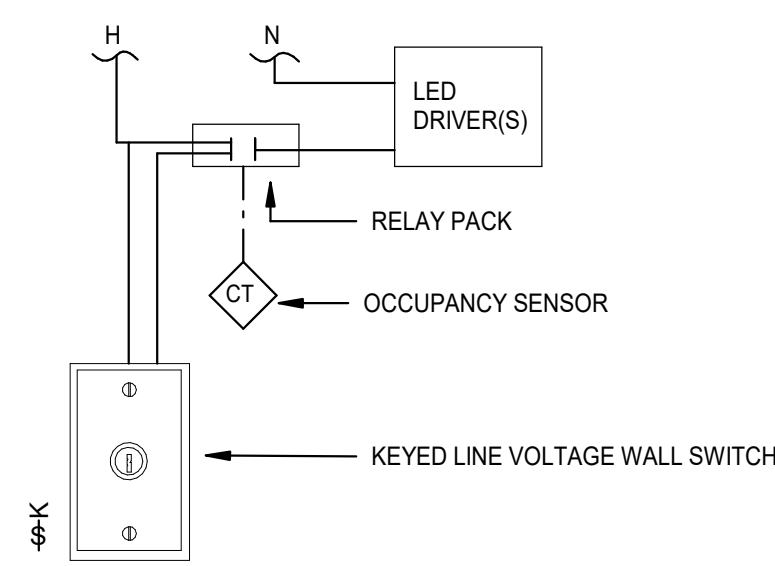 H
N
LED
DRIVER(S)
RELAY PACK
CT
OCCUPANCY SENSOR
KEYED LINE VOLTAGE WALL SWITCH
$K